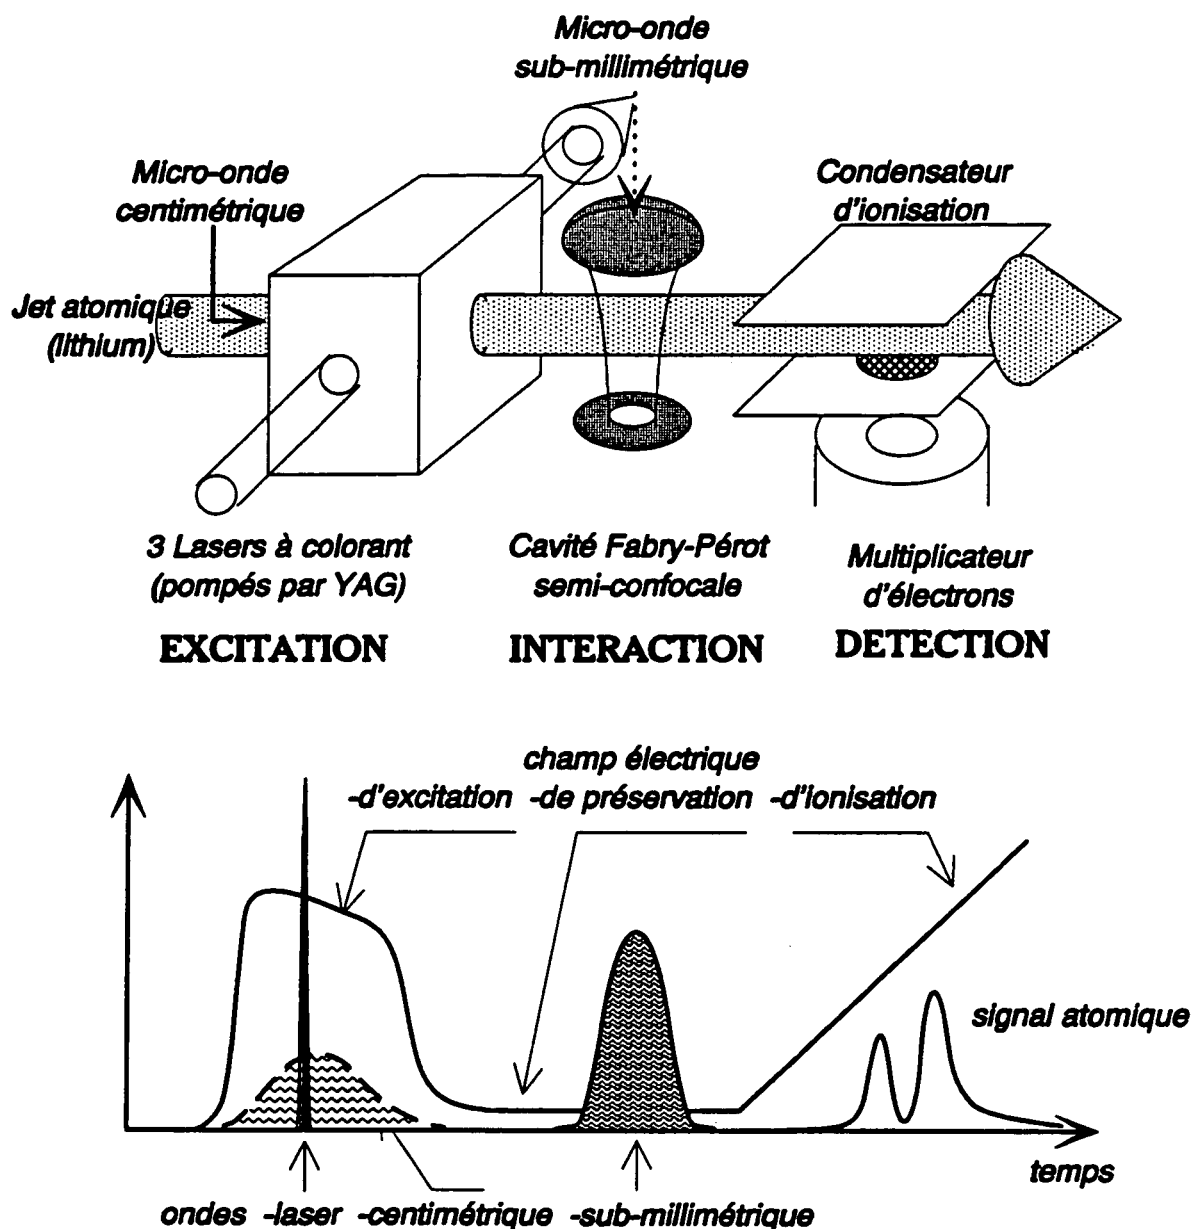 Micro-onde
sub-millimétrique
Micro-onde
centimétrique
Condensateur
d'ionisation
Jet atomique
(lithium)
3 Lasers à colorant
(pompés par YAG)
Cavité Fabry-Pérot
semi-confocale
Multiplicateur
d'électrons
EXCITATION
INTERACTION
DETECTION
champ électrique
-d'excitation -de préservation -d'ionisation
signal atomique
temps
ondes -laser -centimétrique -sub-millimétrique